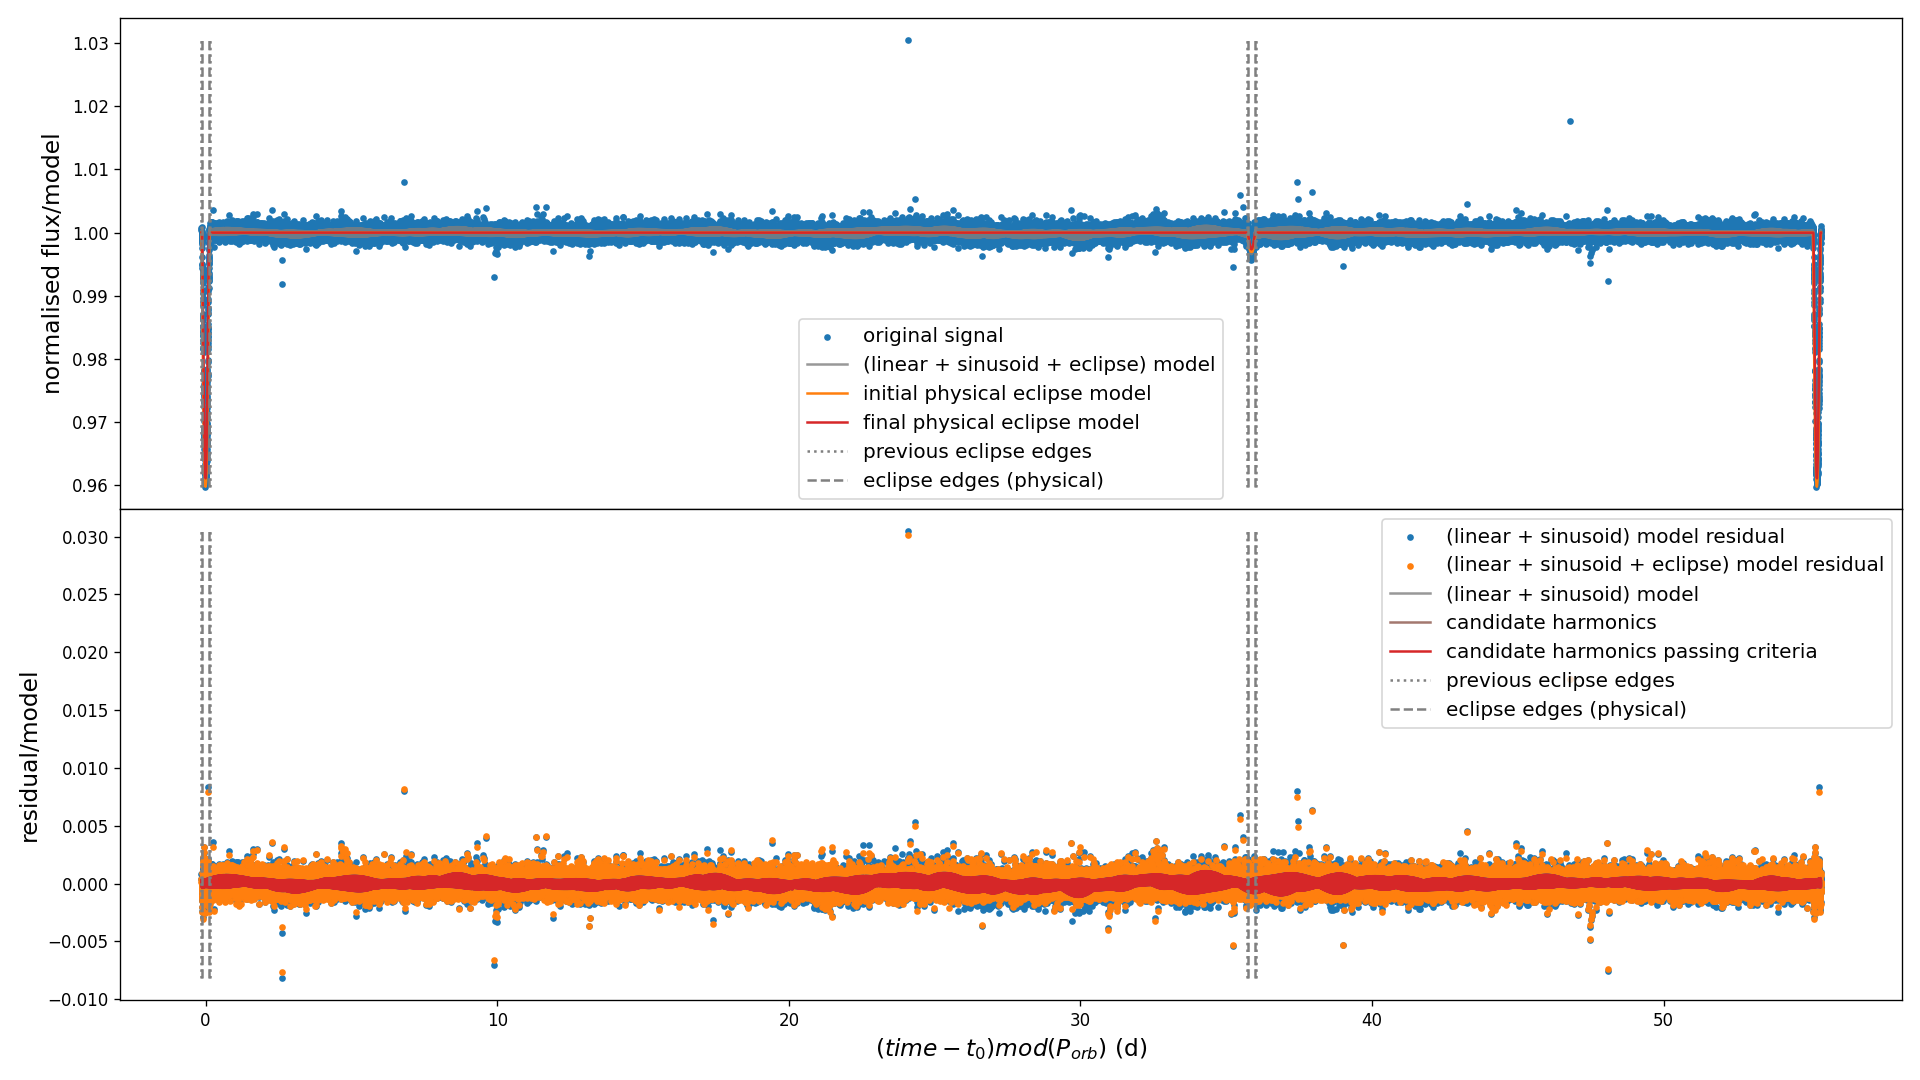 normalised flux/model
1.03
1.02
1.01
1.00
0.99
0.98
0.97
0.96
original signal
(linear + sinusoid + eclipse) model
initial physical eclipse model
final physical eclipse model
previous eclipse edges
eclipse edges (physical)
residual/model
0.030
0.025
0.020
0.015
0.010
0.005
0.000
−0.005
−0.010
(linear + sinusoid) model residual
(linear + sinusoid + eclipse) model residual
(linear + sinusoid) model
candidate harmonics
candidate harmonics passing criteria
previous eclipse edges
eclipse edges (physical)
0 10 20 30 40 50
(time − t₀)mod(Pₒᵣb) (d)